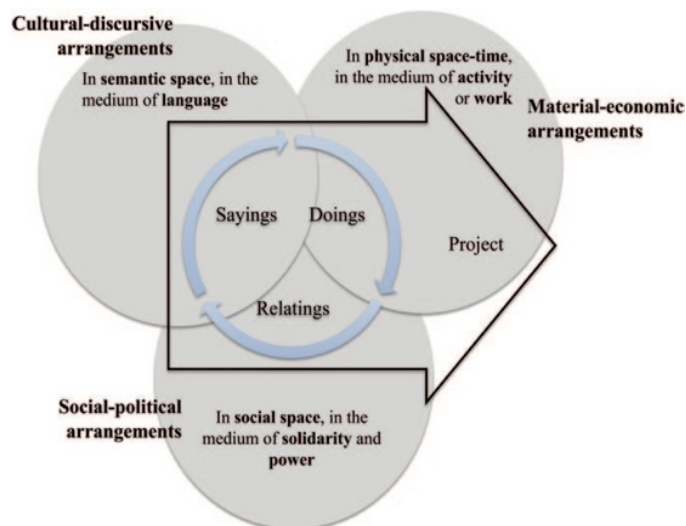 Cultural-discursive
arrangements
In semantic space, in the
medium of language
In physical space-time,
in the medium of activity
or work
Material-economic
arrangements
Sayings
Doings
Project
Relatings
Social-political
arrangements
In social space, in the
medium of solidarity and
power